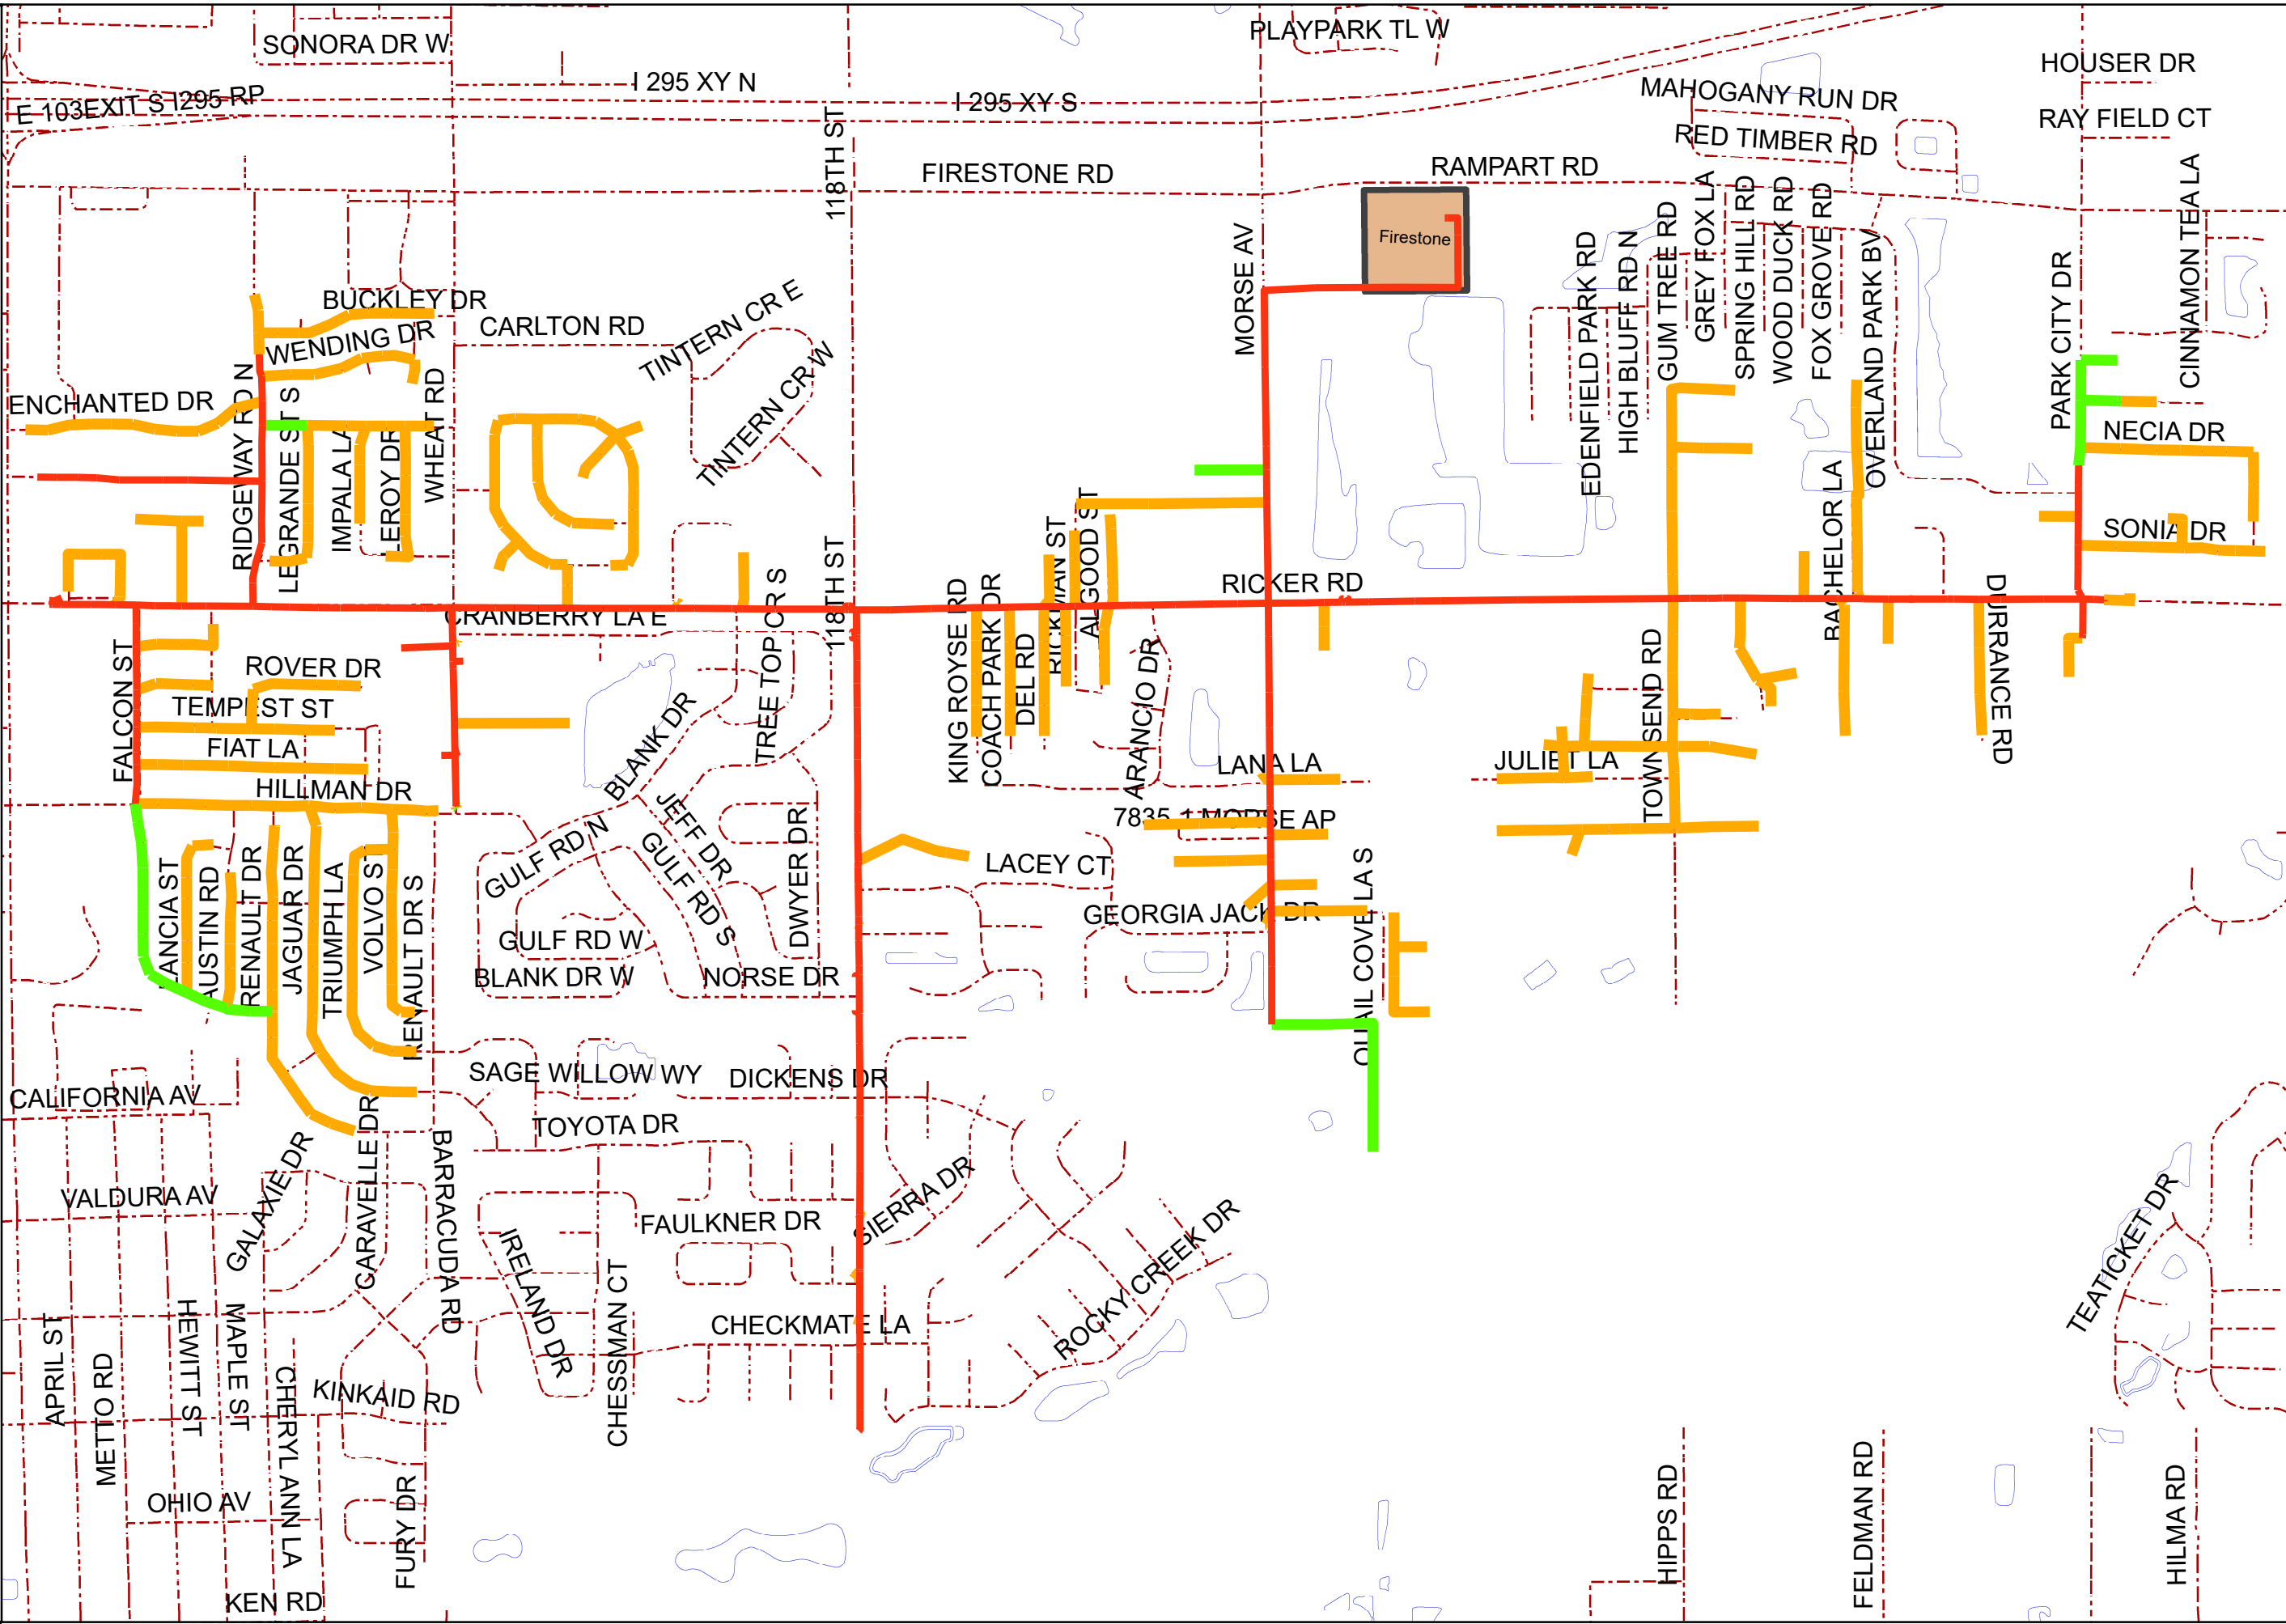 SONORA DR W
PLAYPARK TL W
HOUSER DR
I 295 XY N
I 295 XY S
MAHOGANY RUN DR
E 103EXIT S I295 RP
RAY FIELD CT
RED TIMBER RD
118TH ST
FIRESTONE RD
RAMPART RD
CINNAMON TEA LA
Firestone
MORSE AV
EDENFIELD PARK RD
HIGH BLUFF RD N
GUM TREE RD
GREY FOX LA
SPRING HILL RD
WOOD DUCK RD
FOX GROVE RD
OVERLAND PARK BV
PARK CITY DR
BUCKLEY DR
CARLTON RD
TINTERN CR E
WENDING DR
TINTERN CR W
ENCHANTED DR
RIDGEWAY RD N
LEGRANDE ST S
IMPALA LA
LEROY DR
WHEAT RD
NECIA DR
SONIA DR
118TH ST
RICKMAN ST
ALGOOD ST
RICKER RD
BACHELOR LA
DURRANCE RD
CRANBERRY LA E
TREE TOP CR S
KING ROYSE RD
COACH PARK DR
DEL RD
ARANCIO DR
FALCON ST
ROVER DR
TEMPEST ST
FIAT LA
HILLMAN DR
BLANK DR
LANA LA
JULIET LA
TOWNSEND RD
7835-1 MORSE AP
GULF RD N
JEFF DR
GULF RD S
DWYER DR
LACEY CT
GEORGIA JACK DR
QUAIL COVE LA S
LANCIA ST
AUSTIN RD
RENAULT DR
JAGUAR DR
TRIUMPH LA
VOLVO ST
RENAULT DR S
GULF RD W
BLANK DR W
NORSE DR
SAGE WILLOW WY
DICKENS DR
CALIFORNIA AV
TOYOTA DR
GALAXIE DR
CARAVELLE DR
BARRACUDA RD
VALDURA AV
FAULKNER DR
SIERRA DR
ROCKY CREEK DR
TEATICKET DR
IRELAND DR
CHESSMAN CT
CHECKMATE LA
APRIL ST
METTO RD
HEWITT ST
MAPLE ST
CHERYL ANN LA
KINKAID RD
OHIO AV
FURY DR
KEN RD
HIPPS RD
FELDMAN RD
HILMA RD